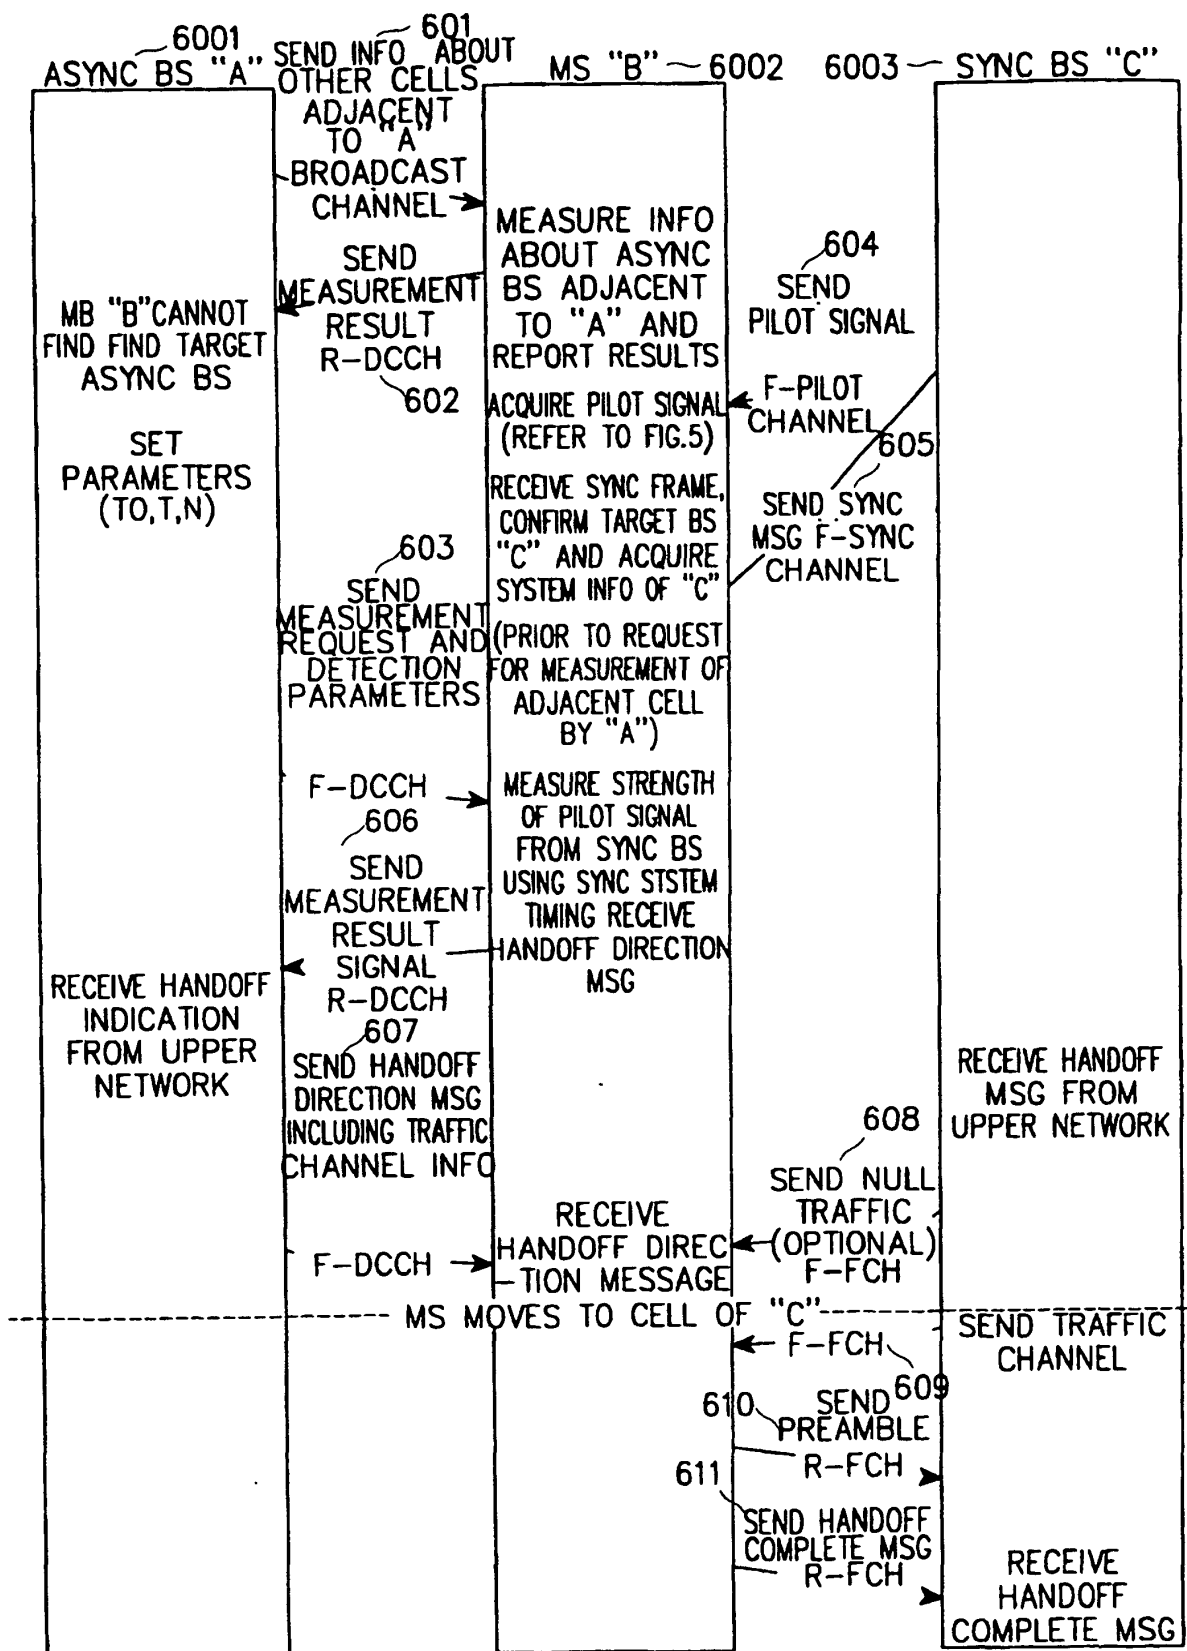 6001
ASYNC BS "A"
601
SEND INFO ABOUT
OTHER CELLS
ADJACENT
TO "A"
BROADCAST
CHANNEL
MS "B" 6002
6003 SYNC BS "C"
MEASURE INFO
ABOUT ASYNC
BS ADJACENT
TO "A" AND
REPORT RESULTS
SEND
MEASUREMENT
RESULT
R-DCCH
602
MB "B"CANNOT
FIND FIND TARGET
ASYNC BS
SET
PARAMETERS
(TO,T,N)
604
SEND
PILOT SIGNAL
F-PILOT
CHANNEL
ACQUIRE PILOT SIGNAL
(REFER TO FIG.5)
605
SEND SYNC
MSG F-SYNC
CHANNEL
RECEIVE SYNC FRAME,
CONFIRM TARGET BS
"C" AND ACQUIRE
SYSTEM INFO OF "C"
(PRIOR TO REQUEST
FOR MEASUREMENT OF
ADJACENT CELL
BY "A")
603
SEND
MEASUREMENT
REQUEST AND
DETECTION
PARAMETERS
F-DCCH
MEASURE STRENGTH
OF PILOT SIGNAL
FROM SYNC BS
USING SYNC STSTEM
TIMING RECEIVE
HANDOFF DIRECTION
MSG
606
SEND
MEASUREMENT
RESULT
SIGNAL
R-DCCH
RECEIVE HANDOFF
INDICATION
FROM UPPER
NETWORK
607
SEND HANDOFF
DIRECTION MSG
INCLUDING TRAFFIC
CHANNEL INFO
F-DCCH
RECEIVE HANDOFF
MSG FROM
UPPER NETWORK
608
SEND NULL
TRAFFIC
(OPTIONAL)
F-FCH
RECEIVE
HANDOFF DIREC
-TION MESSAGE
MS MOVES TO CELL OF "C"
SEND TRAFFIC
CHANNEL
F-FCH
609
610
SEND
PREAMBLE
R-FCH
611
SEND HANDOFF
COMPLETE MSG
R-FCH
RECEIVE
HANDOFF
COMPLETE MSG